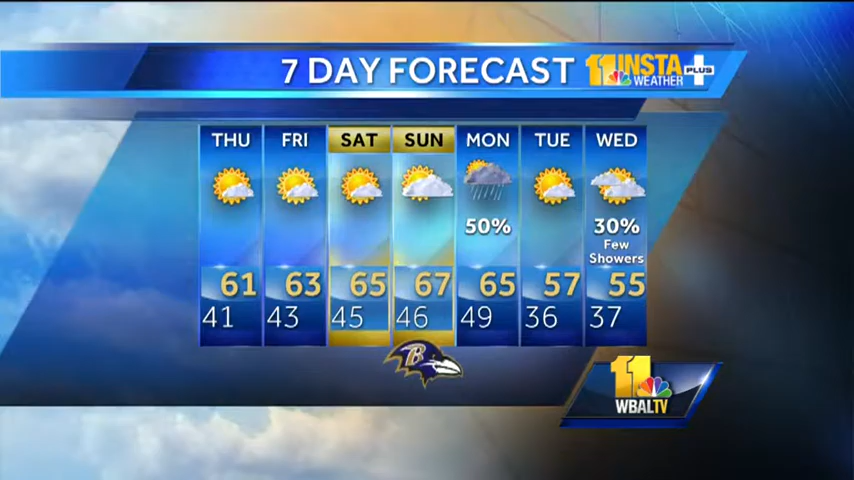 7 DAY FORECAST
11 INSTA
WEATHER
PLUS
THU FRI SAT SUN MON TUE WED
50% 30%
Few
Showers
61 63 65 67 65 57 55
41 43 45 46 49 36 37
B
11
WBALTV